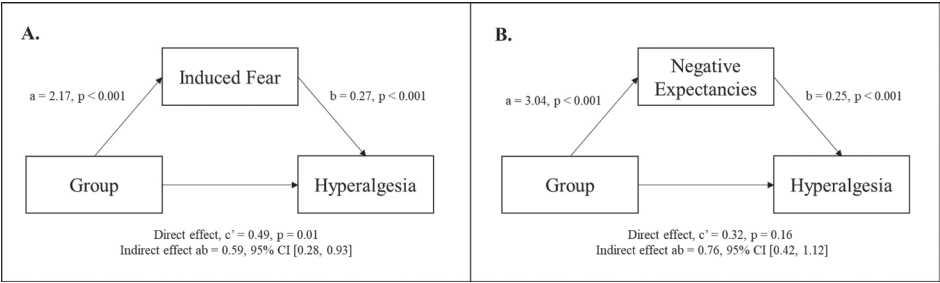 A.
Induced Fear
a = 2.17, p < 0.001
b = 0.27, p < 0.001
Group
Hyperalgesia
Direct effect, c’ = 0.49, p = 0.01
Indirect effect ab = 0.59, 95% CI [0.28, 0.93]
B.
Negative
Expectancies
a = 3.04, p < 0.001
b = 0.25, p < 0.001
Group
Hyperalgesia
Direct effect, c’ = 0.32, p = 0.16
Indirect effect ab = 0.76, 95% CI [0.42, 1.12]